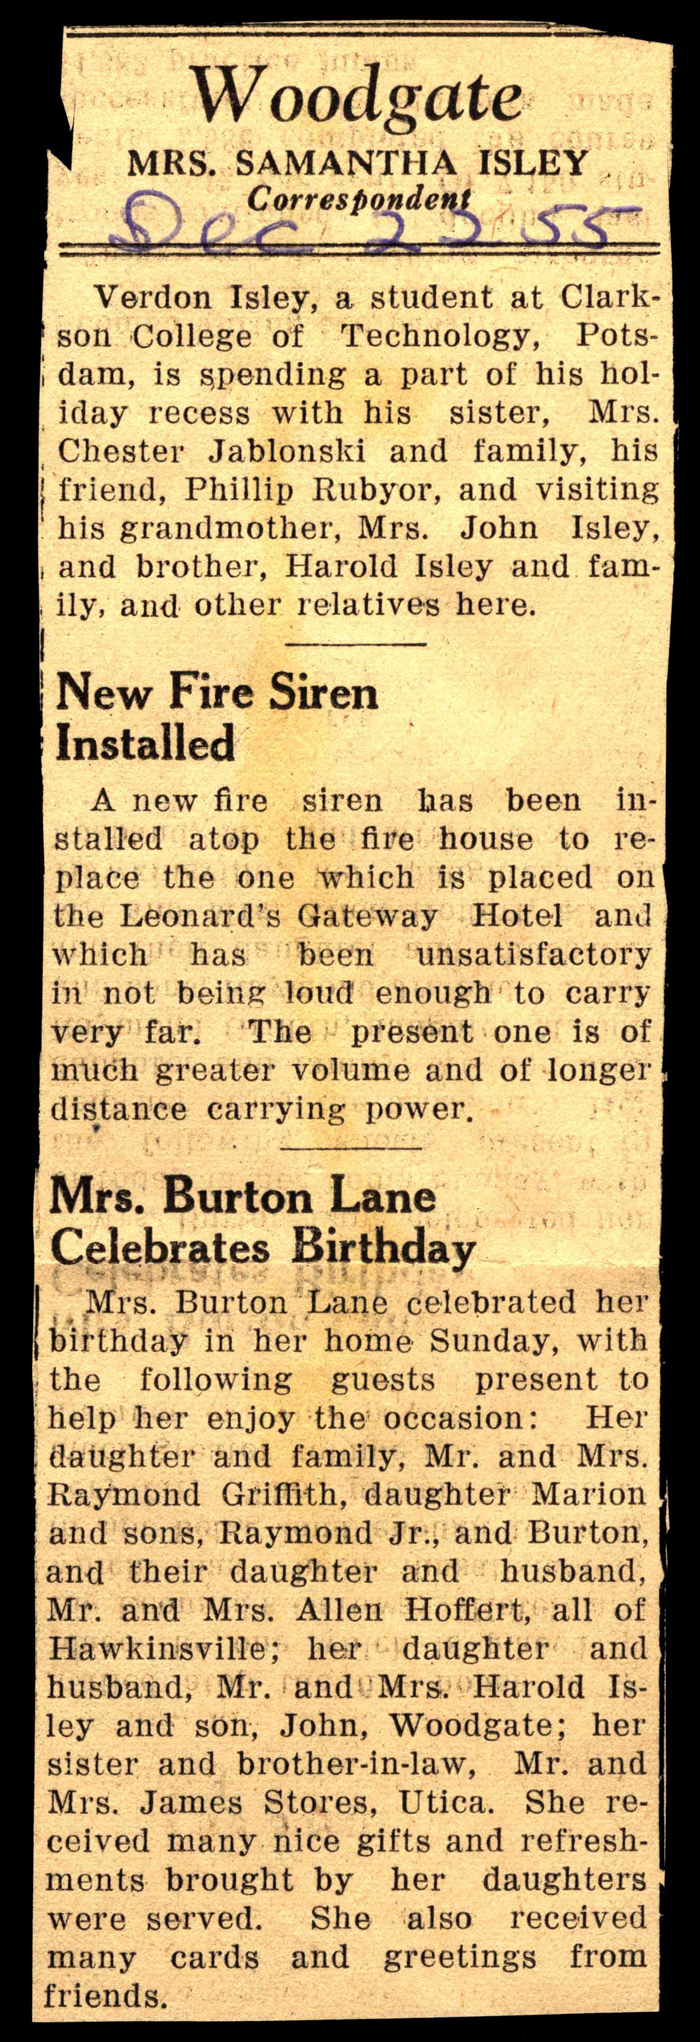 Woodgate
MRS. SAMANTHA ISLEY
Correspondent
Dec 22 55
Verdon Isley, a student at Clark-
son College of Technology, Pots-
dam, is spending a part of his hol-
iday recess with his sister, Mrs.
Chester Jablonski and family, his
friend, Phillip Rubyor, and visiting
his grandmother, Mrs. John Isley,
and brother, Harold Isley and fam-
ily, and other relatives here.
New Fire Siren
Installed
A new fire siren has been in-
stalled atop the fire house to re-
place the one which is placed on
the Leonard's Gateway Hotel and
which has been unsatisfactory
in not being loud enough to carry
very far. The present one is of
much greater volume and of longer
distance carrying power.
Mrs. Burton Lane
Celebrates Birthday
Mrs. Burton Lane celebrated her
birthday in her home Sunday, with
the following guests present to
help her enjoy the occasion: Her
daughter and family, Mr. and Mrs.
Raymond Griffith, daughter Marion
and sons, Raymond Jr., and Burton,
and their daughter and husband,
Mr. and Mrs. Allen Hoffert, all of
Hawkinsville; her daughter and
husband, Mr. and Mrs. Harold Is-
ley and son, John, Woodgate; her
sister and brother-in-law, Mr. and
Mrs. James Stores, Utica. She re-
ceived many nice gifts and refresh-
ments brought by her daughters
were served. She also received
many cards and greetings from
friends.